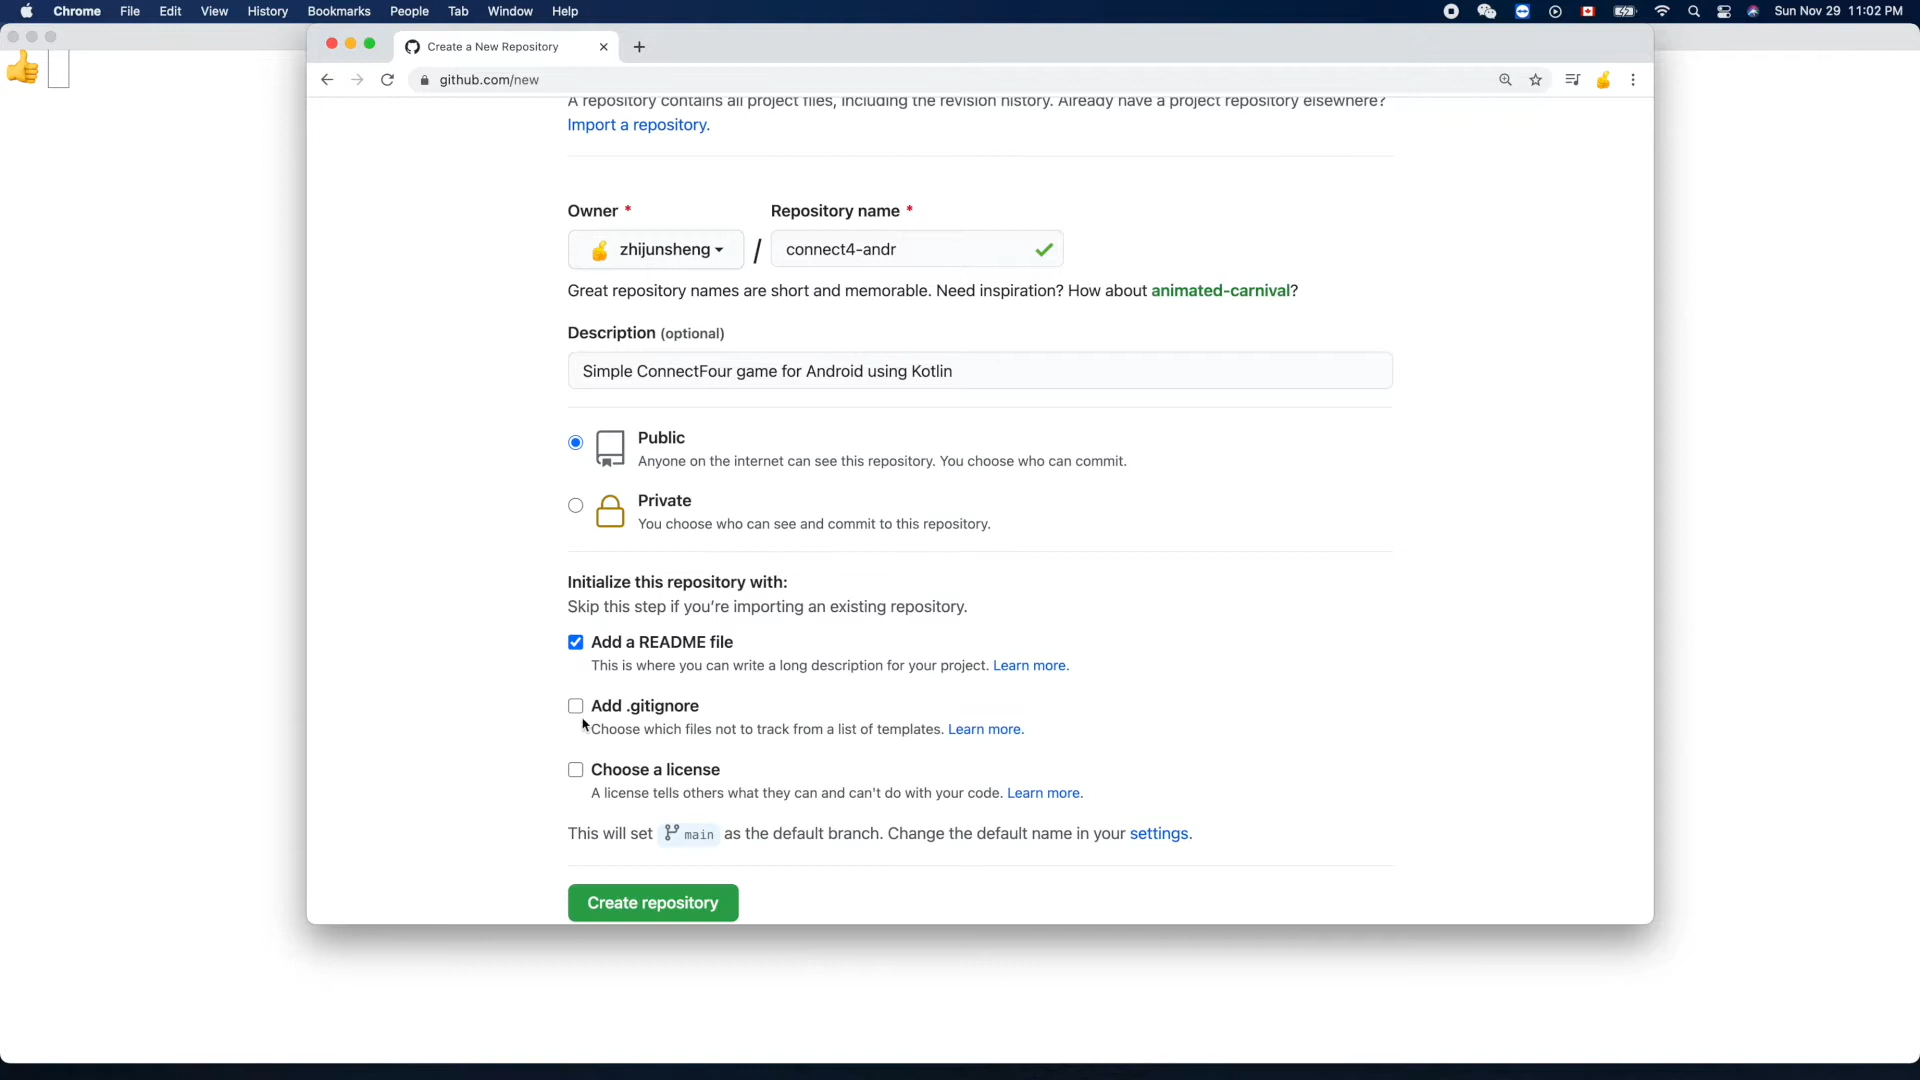 Chrome File Edit View History Bookmarks People Tab Window Help Sun Nov 29 11:02 PM
Create a New Repository
github.com/new
A repository contains all project files, including the revision history. Already have a project repository elsewhere?
Import a repository.
Owner * Repository name *
zhijunsheng / connect4-andr
Great repository names are short and memorable. Need inspiration? How about animated-carnival?
Description (optional)
Simple ConnectFour game for Android using Kotlin
Public
Anyone on the internet can see this repository. You choose who can commit.
Private
You choose who can see and commit to this repository.
Initialize this repository with:
Skip this step if you're importing an existing repository.
Add a README file
This is where you can write a long description for your project. Learn more.
Add .gitignore
Choose which files not to track from a list of templates. Learn more.
Choose a license
A license tells others what they can and can't do with your code. Learn more.
This will set main as the default branch. Change the default name in your settings.
Create repository